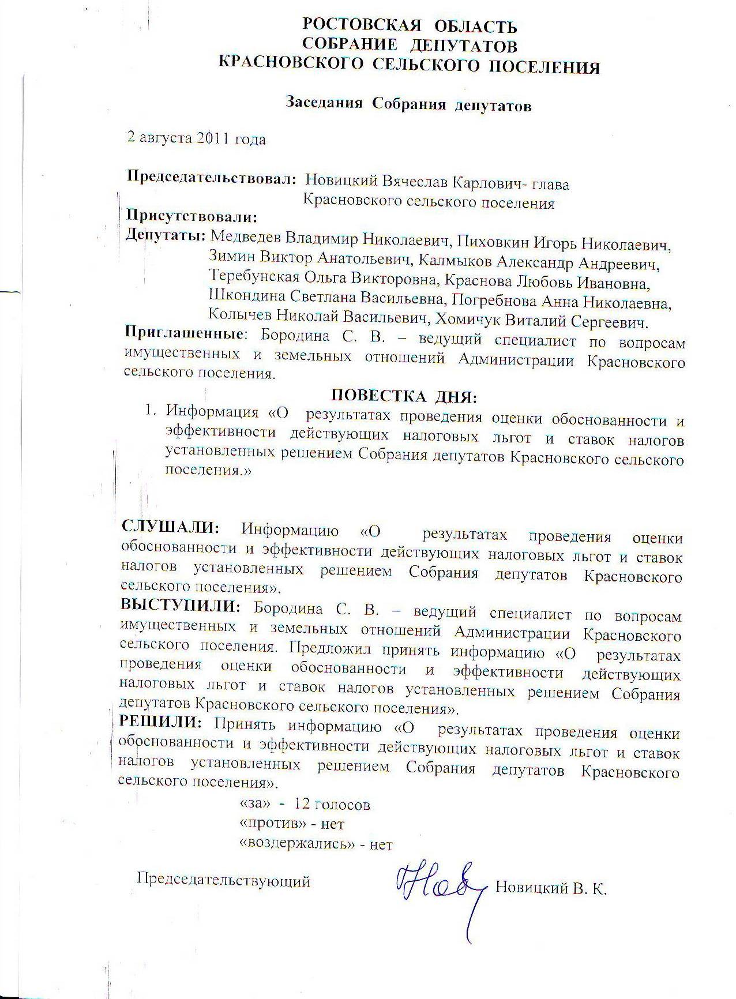 РОСТОВСКАЯ ОБЛАСТЬ
СОБРАНИЕ ДЕПУТАТОВ
КРАСНОВСКОГО СЕЛЬСКОГО ПОСЕЛЕНИЯ
Заседания Собрания депутатов
2 августа 2011 года
Председательствовал: Новицкий Вячеслав Карлович- глава
Красновского сельского поселения
Присутствовали:
Депутаты: Медведев Владимир Николаевич, Пиховкин Игорь Николаевич,
Зимин Виктор Анатольевич, Калмыков Александр Андреевич,
Теребунская Ольга Викторовна, Краснова Любовь Ивановна,
Шкондина Светлана Васильевна, Погребнова Анна Николаевна,
Колычев Николай Васильевич, Хомичук Виталий Сергеевич.
Приглашенные: Бородина С. В. – ведущий специалист по вопросам
имущественных и земельных отношений Администрации Красновского
сельского поселения.
ПОВЕСТКА ДНЯ:
1. Информация «О результатах проведения оценки обоснованности и
эффективности действующих налоговых льгот и ставок налогов
установленных решением Собрания депутатов Красновского сельского
поселения.»
СЛУШАЛИ: Информацию «О результатах проведения оценки
обоснованности и эффективности действующих налоговых льгот и ставок
налогов установленных решением Собрания депутатов Красновского
сельского поселения».
ВЫСТУПИЛИ: Бородина С. В. – ведущий специалист по вопросам
имущественных и земельных отношений Администрации Красновского
сельского поселения. Предложил принять информацию «О результатах
проведения оценки обоснованности и эффективности действующих
налоговых льгот и ставок налогов установленных решением Собрания
депутатов Красновского сельского поселения».
РЕШИЛИ: Принять информацию «О результатах проведения оценки
обоснованности и эффективности действующих налоговых льгот и ставок
налогов установленных решением Собрания депутатов Красновского
сельского поселения».
«за» - 12 голосов
«против» - нет
«воздержались» - нет
Председательствующий Новицкий В. К.